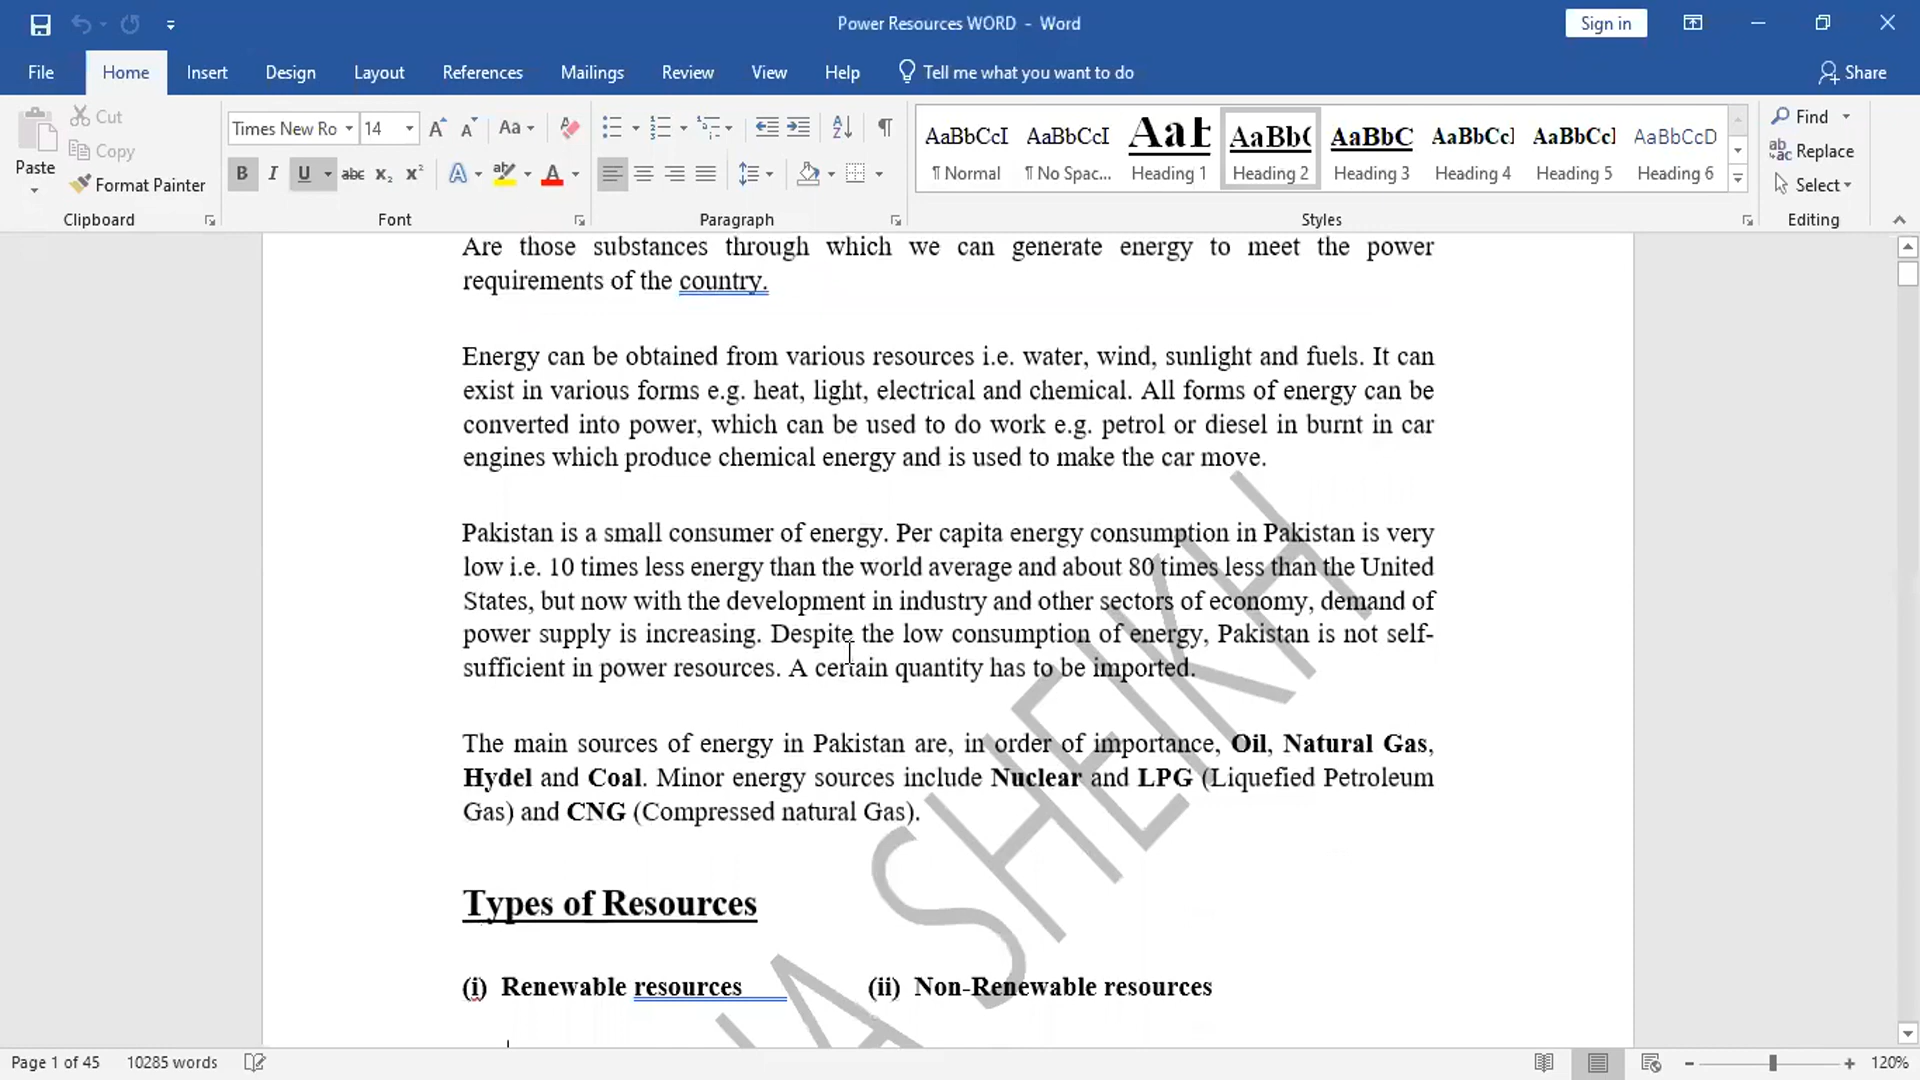 Power Resources WORD - Word
Sign in
File Home Insert Design Layout References Mailings Review View Help Tell me what you want to do Share
Paste
Cut
Copy
Format Painter
Clipboard
Times New Ro 14
Aa
B I U abc X₂ X² A ab A
Font
Paragraph
AaBbCcI AaBbCcI AaB AaBb( AaBbC AaBbCcI AaBbCcI AaBbCcD
¶ Normal ¶ No Spac... Heading 1 Heading 2 Heading 3 Heading 4 Heading 5 Heading 6
Styles
Find
Replace
Select
Editing
Are those substances through which we can generate energy to meet the power
requirements of the country.
Energy can be obtained from various resources i.e. water, wind, sunlight and fuels. It can
exist in various forms e.g. heat, light, electrical and chemical. All forms of energy can be
converted into power, which can be used to do work e.g. petrol or diesel in burnt in car
engines which produce chemical energy and is used to make the car move.
Pakistan is a small consumer of energy. Per capita energy consumption in Pakistan is very
low i.e. 10 times less energy than the world average and about 80 times less than the United
States, but now with the development in industry and other sectors of economy, demand of
power supply is increasing. Despite the low consumption of energy, Pakistan is not self-
sufficient in power resources. A certain quantity has to be imported.
The main sources of energy in Pakistan are, in order of importance, Oil, Natural Gas,
Hydel and Coal. Minor energy sources include Nuclear and LPG (Liquefied Petroleum
Gas) and CNG (Compressed natural Gas).
Types of Resources
(i) Renewable resources (ii) Non-Renewable resources
SHEIKH
Page 1 of 45 10285 words 120%